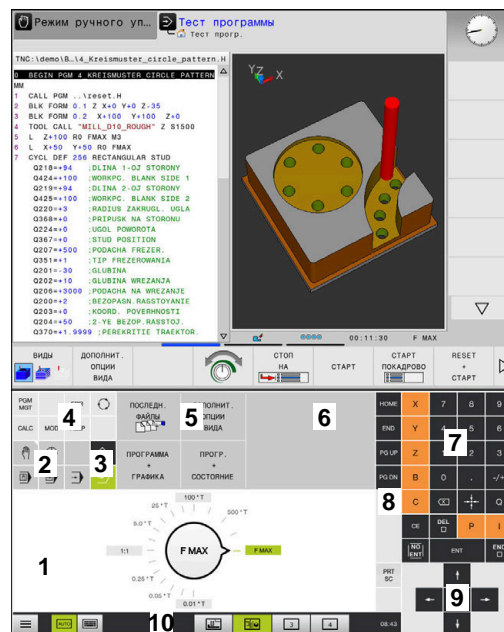 Режим ручного уп...
Тест программы
Тест прогр.
TNC:\demo\B…\4_Kreismuster_circle_pattern.H
0 BEGIN PGM 4_KREISMUSTER_CIRCLE_PATTERN
MM
1 CALL PGM ..\reset.H
2 BLK FORM 0.1 Z X+0 Y+0 Z-35
3 BLK FORM 0.2 X+100 Y+100 Z+0
4 TOOL CALL "MILL_D10_ROUGH" Z S1500
5 L Z+100 R0 FMAX M3
6 L X+50 Y+50 R0 FMAX
7 CYCL DEF 256 RECTANGULAR STUD
Q218=+94 ;DLINA 1-OJ STORONY
Q424=+100 ;WORKPC. BLANK SIDE 1
Q219=+94 ;DLINA 2-OJ STORONY
Q425=+100 ;WORKPC. BLANK SIDE 2
Q220=+3 ;RADIUS ZAKRUGL. UGLA
Q368=+0 ;PRIPUSK NA STORONU
Q224=+0 ;UGOL POWOROTA
Q367=+0 ;STUD POSITION
Q207=+500 ;PODACHA FREZER.
Q351=+1 ;TIP FREZEROWANIA
Q201=-30 ;GLUBINA
Q202=+10 ;GLUBINA WREZANJA
Q206=+3000 ;PODACHA NA WREZANJE
Q200=+2 ;BEZOPASN.RASSTOYANIE
Q203=+0 ;KOORD. POVERHNOSTI
Q204=+50 ;2-YE BEZOP.RASSTOJ.
Q370=+1.9999 ;PEREKRITIE TRAEKTOR.
YZ X
00:11:30 F MAX
ВИДЫ
ДОПОЛНИТ.
ОПЦИИ
ВИДА
СТОП
НА
СТАРТ
СТАРТ
ПОКАДРОВО
RESET
+
СТАРТ
PGM
MGT
4
CALC
MOD
2
3
ПОСЛЕДН.
ФАЙЛЫ
5
ДОПОЛНИТ.
ОПЦИИ
ВИДА
6
ПРОГРАММА
+
ГРАФИКА
ПРОГР.
+
СОСТОЯНИЕ
HOME X 7 8 9
END Y 4 5 6
7
PG UP Z 1 2 3
PG DN B 0 . -/+
8
C Q
CE DEL P I
NO
ENT
ENT
END
PRT
SC
9
1
100 °T
25 °T
500 °T
5.0 °T
1:1
F MAX
F MAX
0.25 °T
0.05 °T
0.01 °T
AUTO
10
3
4
08:43